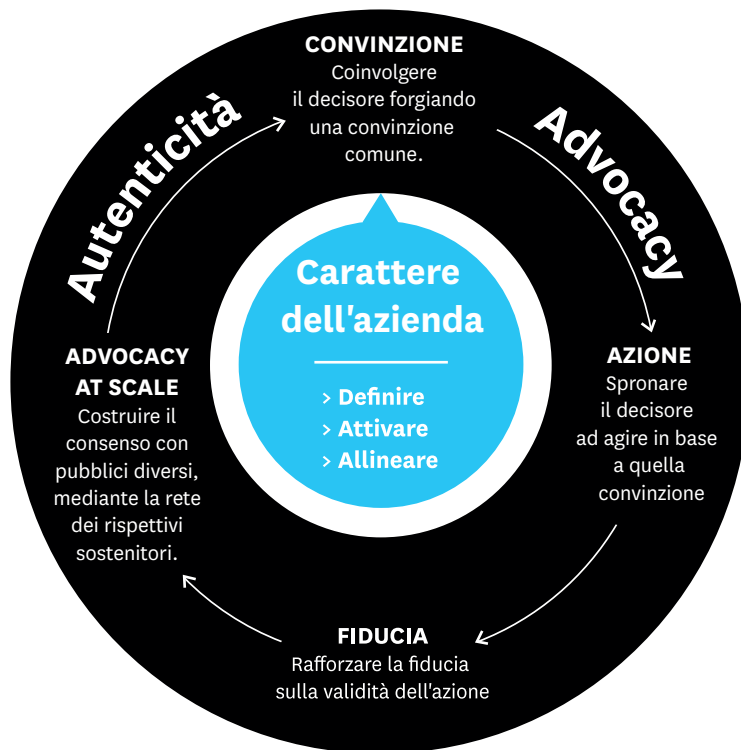 CONVINZIONE
Coinvolgere
il decisore forgiando
una convinzione
comune.
Autenticità
Advocacy
Carattere
dell'azienda
> Definire
> Attivare
> Allineare
AZIONE
Spronare
il decisore
ad agire in base
a quella
convinzione
ADVOCACY
AT SCALE
Costruire il
consenso con
pubblici diversi,
mediante la rete
dei rispettivi
sostenitori.
FIDUCIA
Rafforzare la fiducia
sulla validità dell'azione